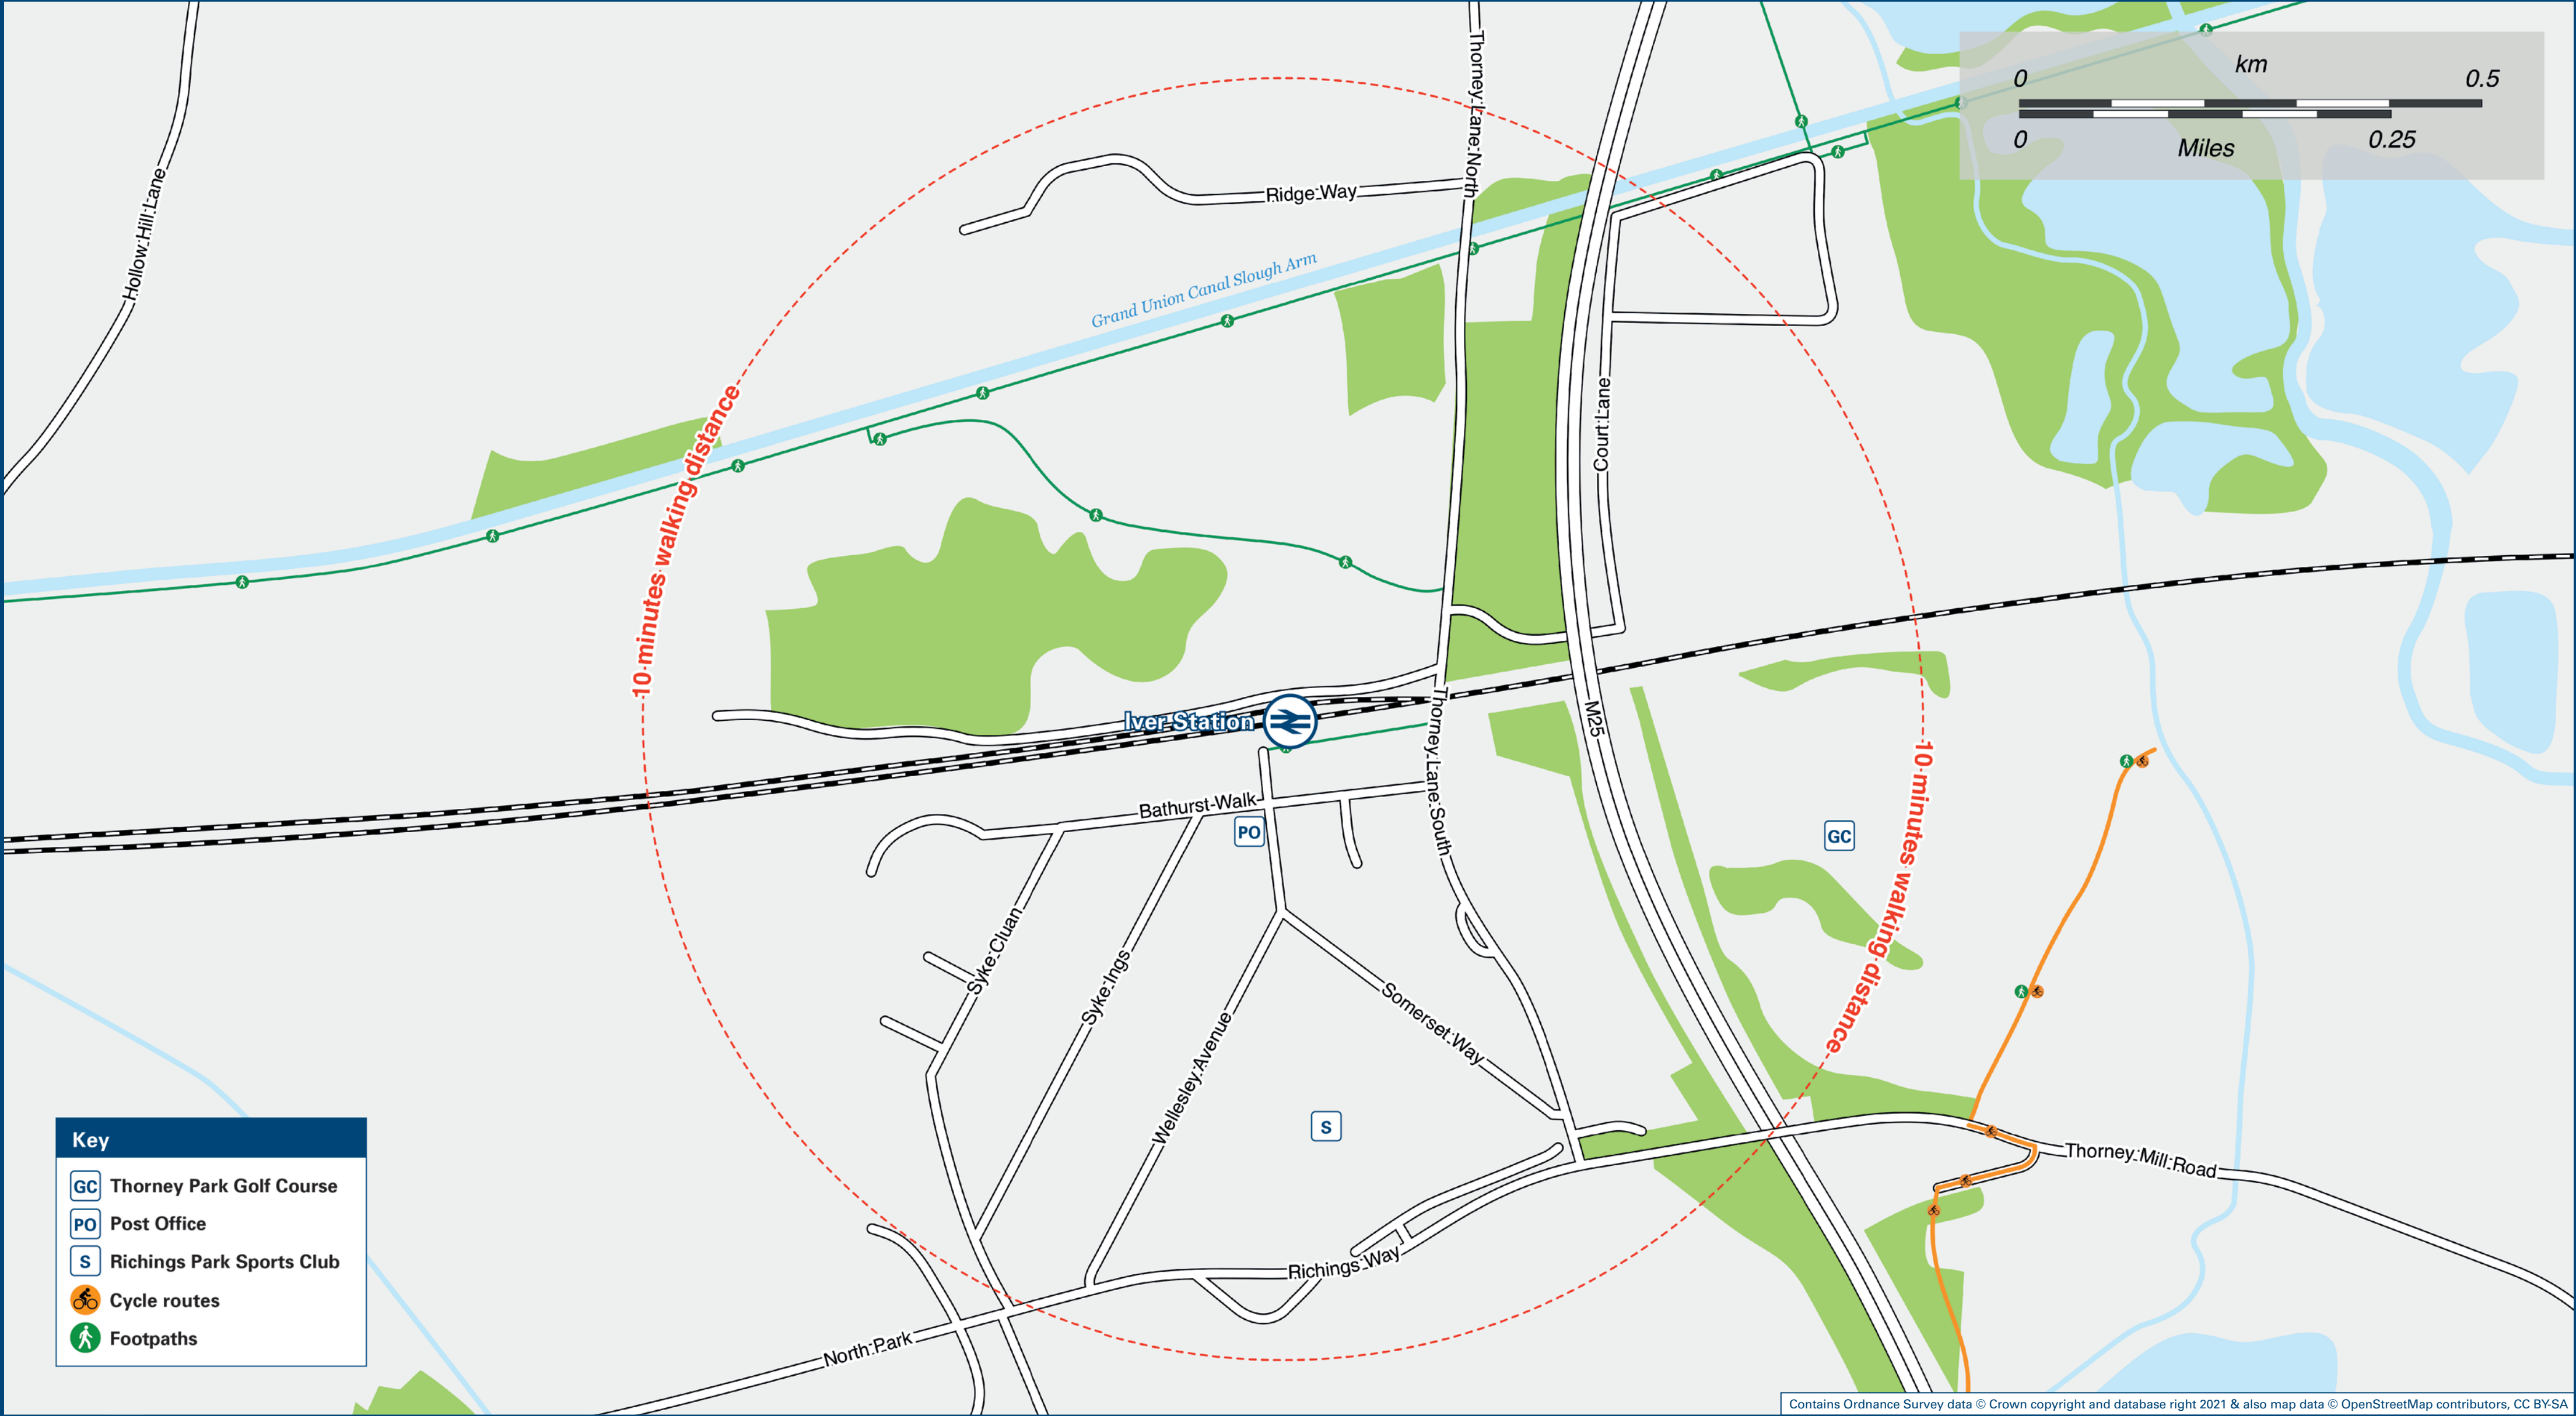 Thorney Lane North
km
0 0.5
0 0.25
Miles
Hollow Hill Lane
Ridge Way
Grand Union Canal Slough Arm
10 minutes walking distance
Court Lane
Iver Station
Thorney Lane South
M25
Bathurst Walk
PO
GC
10 minutes walking distance
Syke Cluan
Syke Ings
Wellesley Avenue
Somerset Way
S
Thorney Mill Road
Richings Way
North Park
Key
GC Thorney Park Golf Course
PO Post Office
S Richings Park Sports Club
Cycle routes
Footpaths
Contains Ordnance Survey data © Crown copyright and database right 2021 & also map data © OpenStreetMap contributors, CC BY-SA